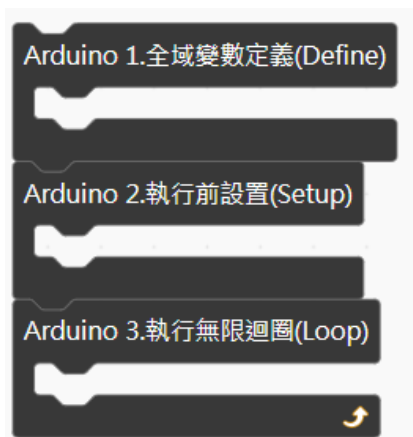 Arduino 1.全域變數定義(Define)
Arduino 2.執行前設置(Setup)
Arduino 3.執行無限迴圈(Loop)